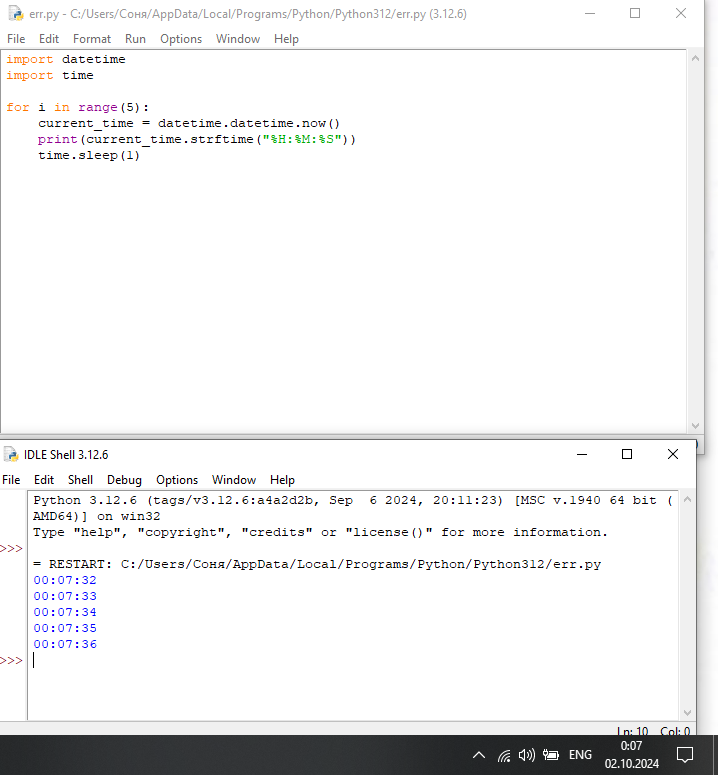 err.py - C:/Users/Соня/AppData/Local/Programs/Python/Python312/err.py (3.12.6)
File Edit Format Run Options Window Help
import datetime
import time
for i in range(5):
    current_time = datetime.datetime.now()
    print(current_time.strftime("%H:%M:%S"))
    time.sleep(1)
IDLE Shell 3.12.6
File Edit Shell Debug Options Window Help
Python 3.12.6 (tags/v3.12.6:a4a2d2b, Sep  6 2024, 20:11:23) [MSC v.1940 64 bit (
AMD64)] on win32
Type "help", "copyright", "credits" or "license()" for more information.
>>>
= RESTART: C:/Users/Соня/AppData/Local/Programs/Python/Python312/err.py
00:07:32
00:07:33
00:07:34
00:07:35
00:07:36
>>>
Ln: 10 Col: 0
ENG
0:07
02.10.2024